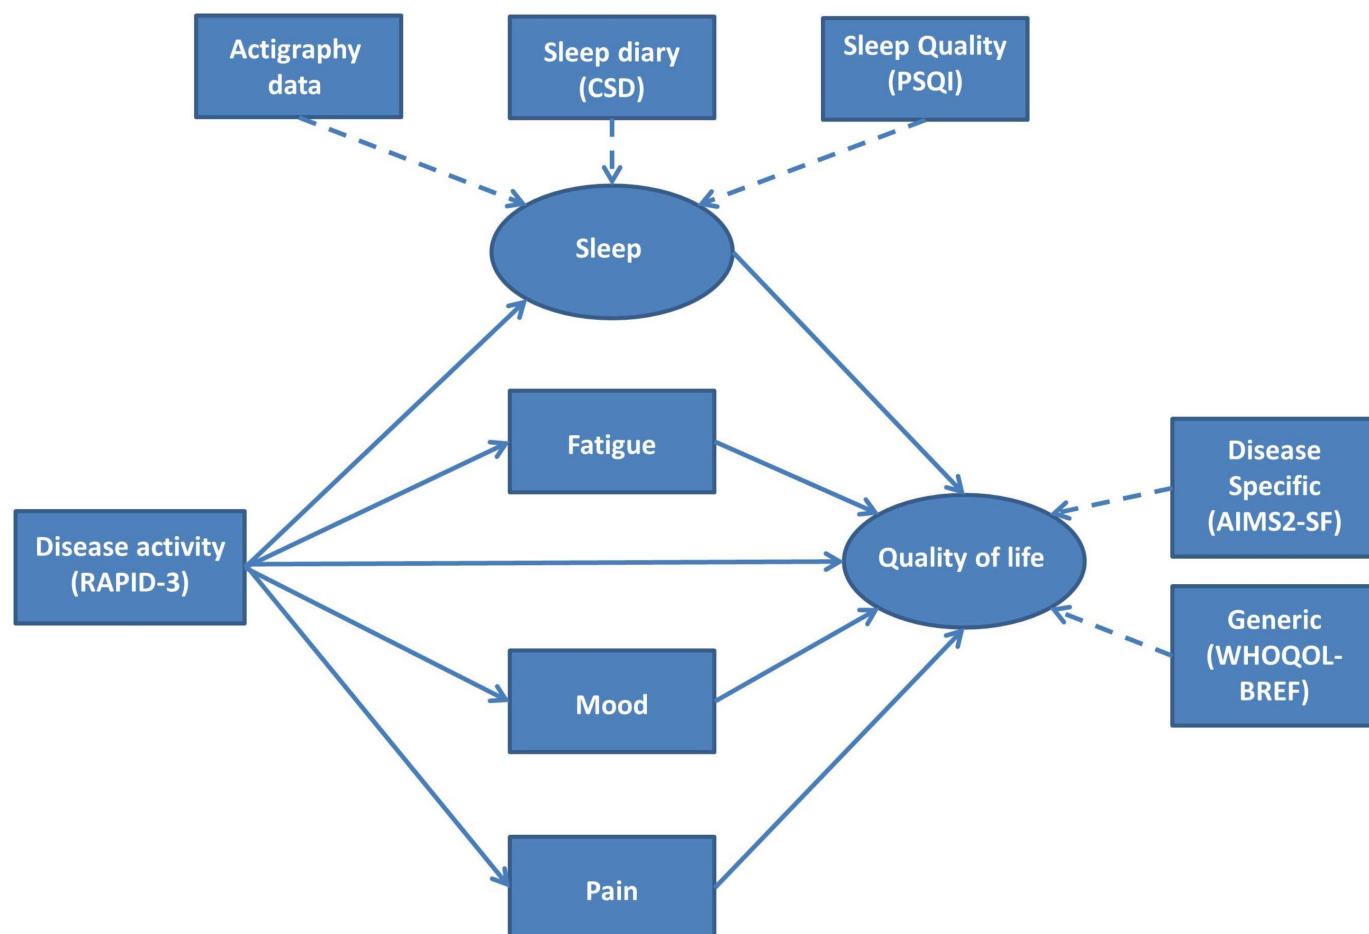 Actigraphy
data
Sleep diary
(CSD)
Sleep Quality
(PSQI)
Sleep
Fatigue
Disease
Specific
(AIMS2-SF)
Disease activity
(RAPID-3)
Quality of life
Generic
(WHOQOL-
BREF)
Mood
Pain